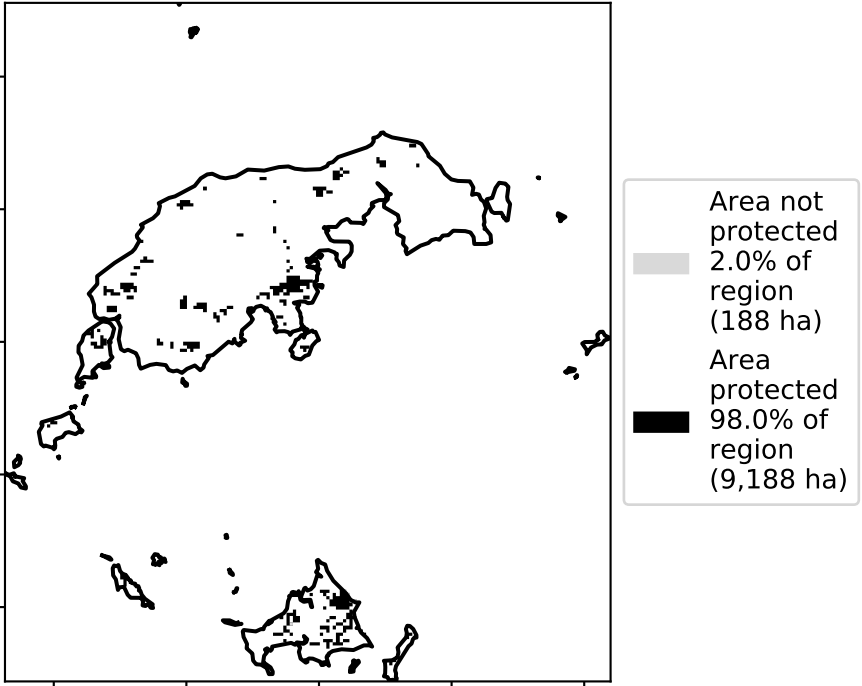 Area not
protected
2.0% of
region
(188 ha)
Area
protected
98.0% of
region
(9,188 ha)